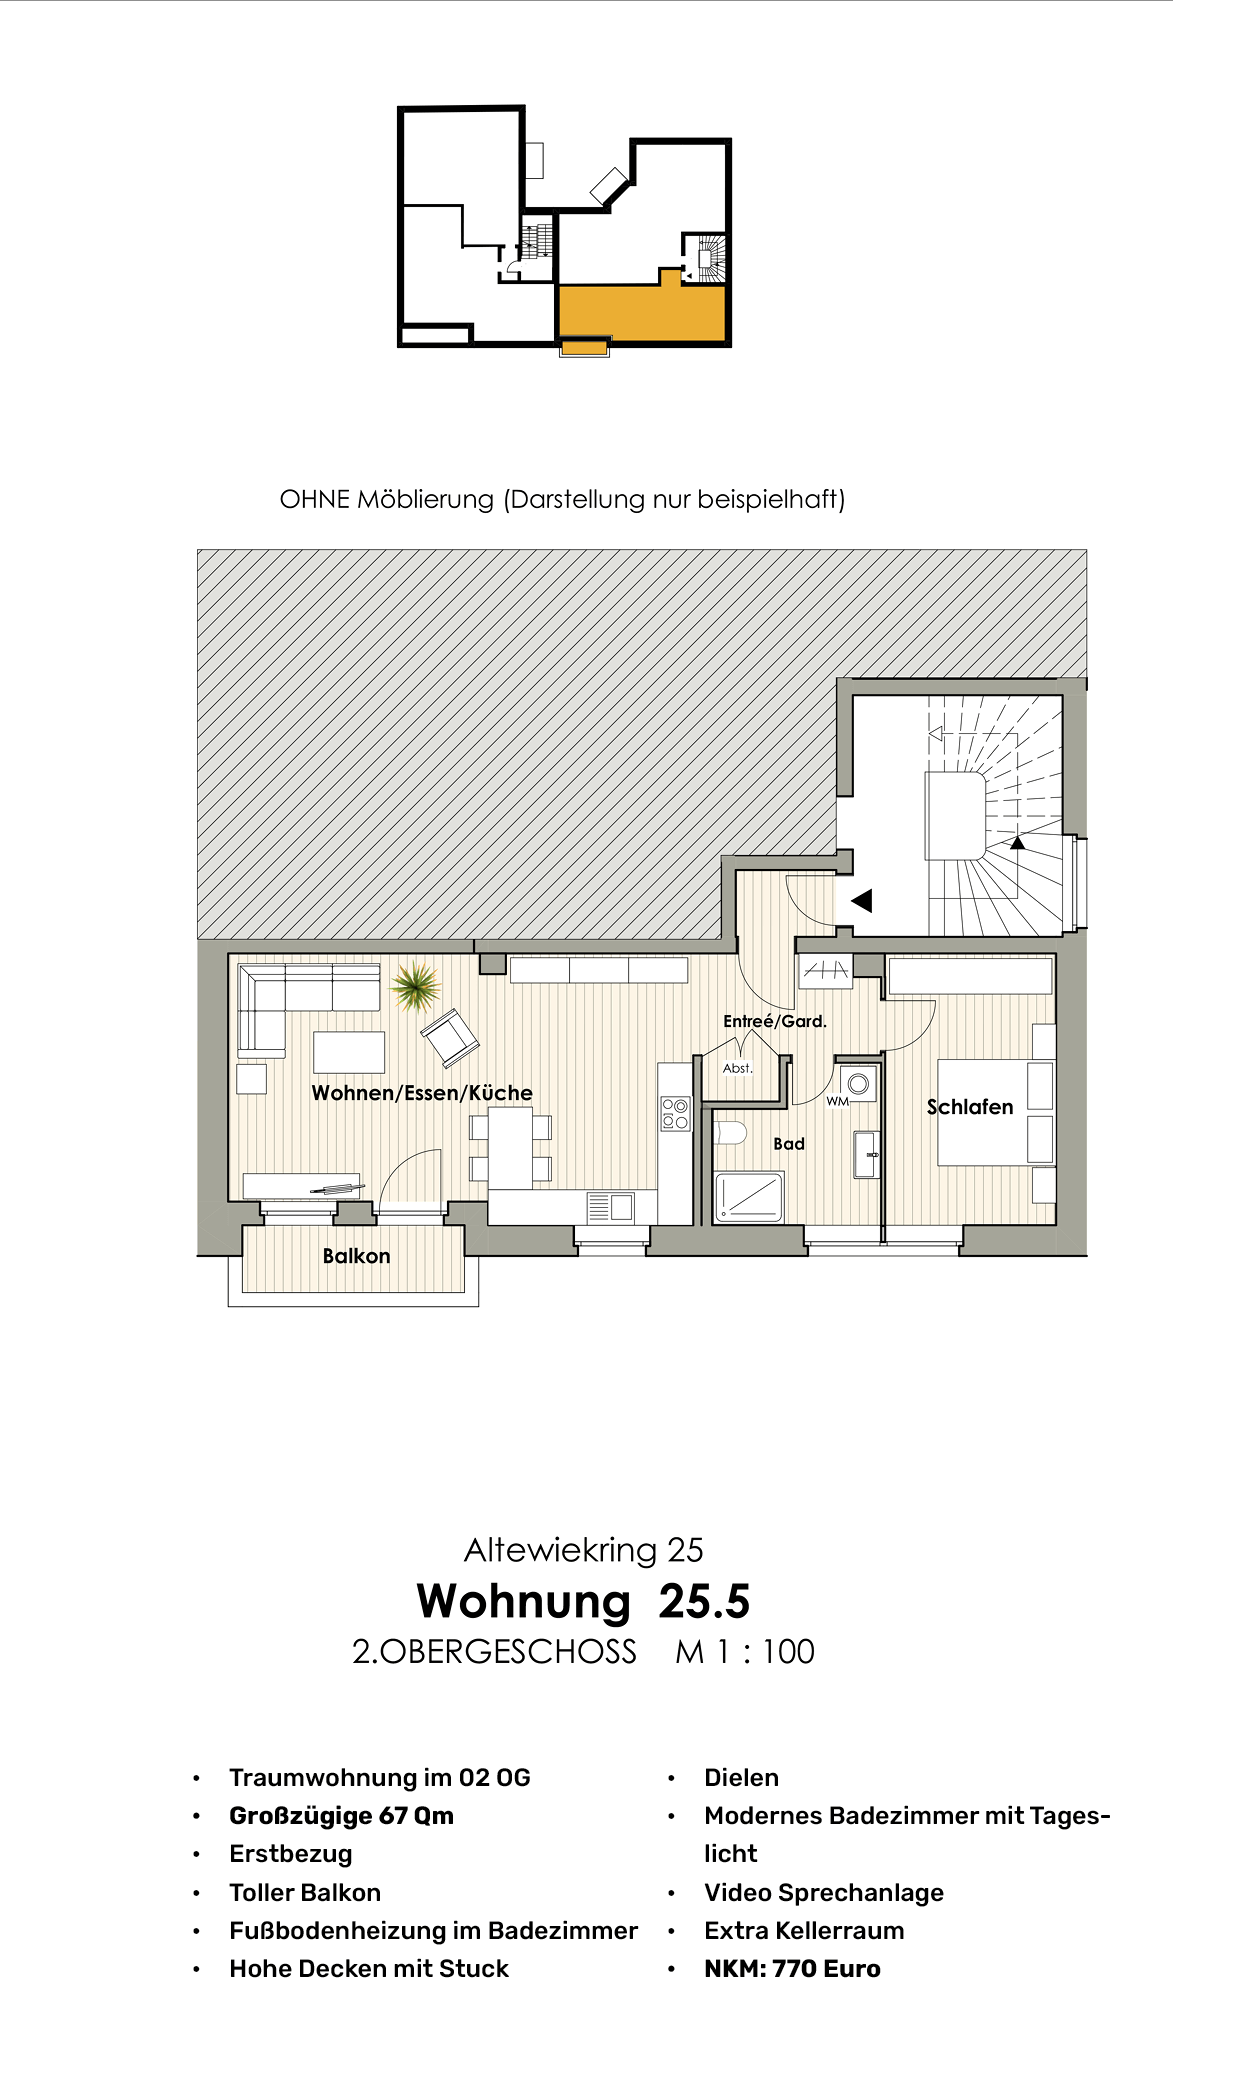 OHNE Möblierung (Darstellung nur beispielhaft)
Entreé/Gard.
Abst.
Wohnen/Essen/Küche
WM
Schlafen
Bad
Balkon
Altewiekring 25
Wohnung 25.5
2.OBERGESCHOSS M 1 : 100
• Traumwohnung im 02 OG
• Großzügige 67 Qm
• Erstbezug
• Toller Balkon
• Fußbodenheizung im Badezimmer
• Hohe Decken mit Stuck
• Dielen
• Modernes Badezimmer mit Tages-
licht
• Video Sprechanlage
• Extra Kellerraum
• NKM: 770 Euro